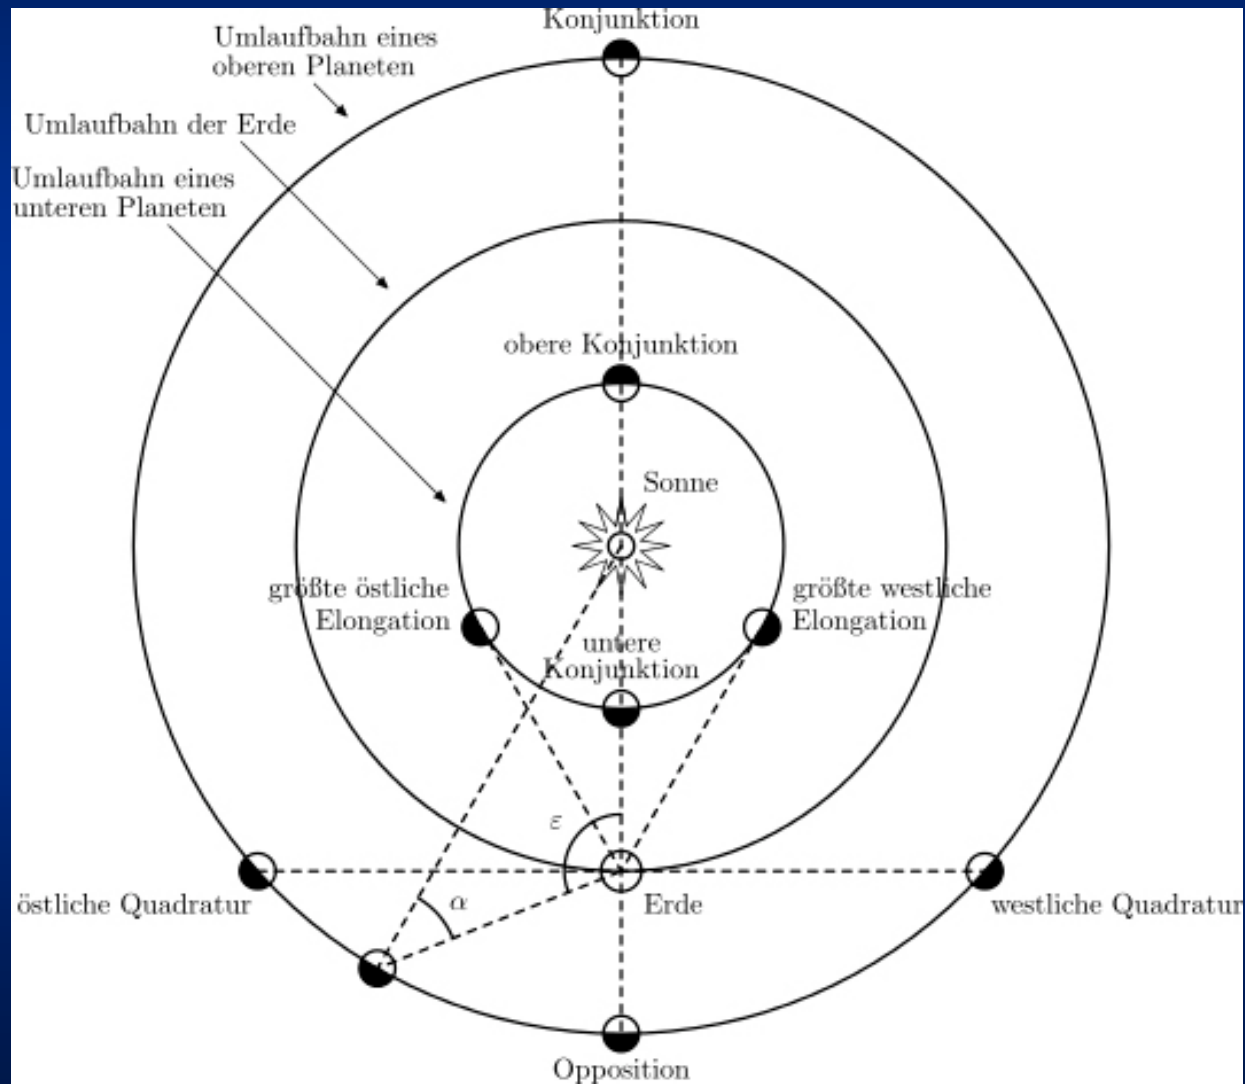 Konjunktion
Umlaufbahn eines
oberen Planeten
Umlaufbahn der Erde
Umlaufbahn eines
unteren Planeten
obere Konjunktion
Sonne
größte östliche
Elongation
größte westliche
Elongation
untere
Konjunktion
ε
α
Erde
östliche Quadratur
westliche Quadratur
Opposition